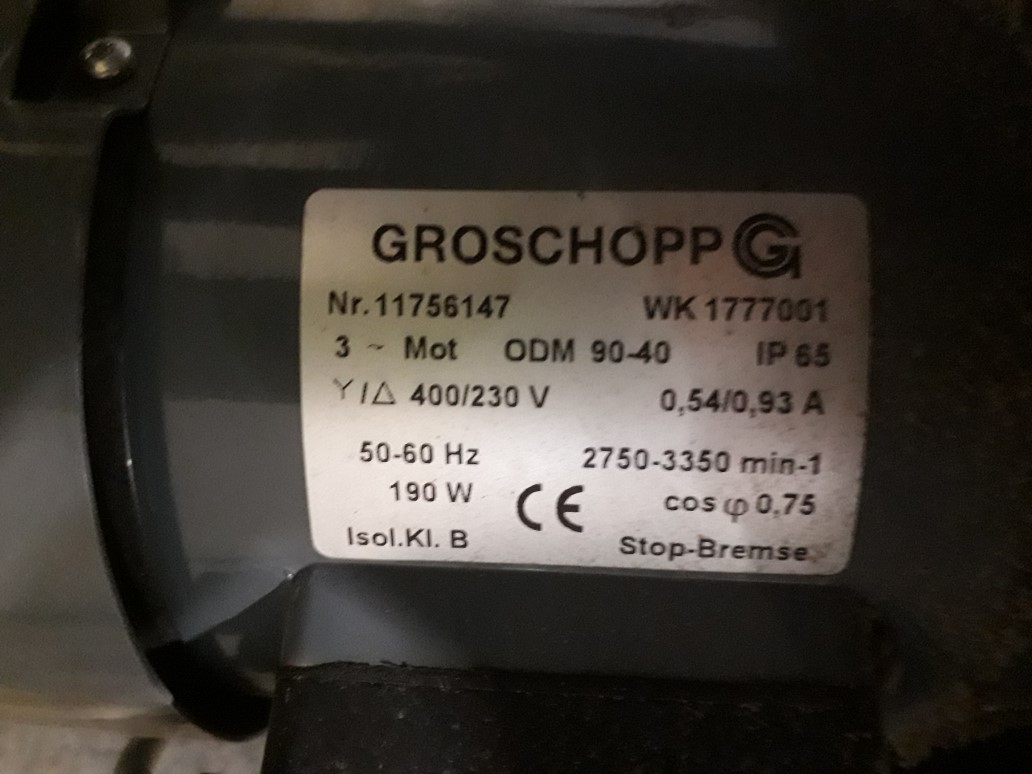 GROSCHOPP
Nr.11756147 WK 1777001
3 ~ Mot ODM 90-40 IP 65
Y/△ 400/230 V 0,54/0,93 A
50-60 Hz 2750-3350 min-1
190 W CE cos φ 0,75
Isol.Kl. B Stop-Bremse